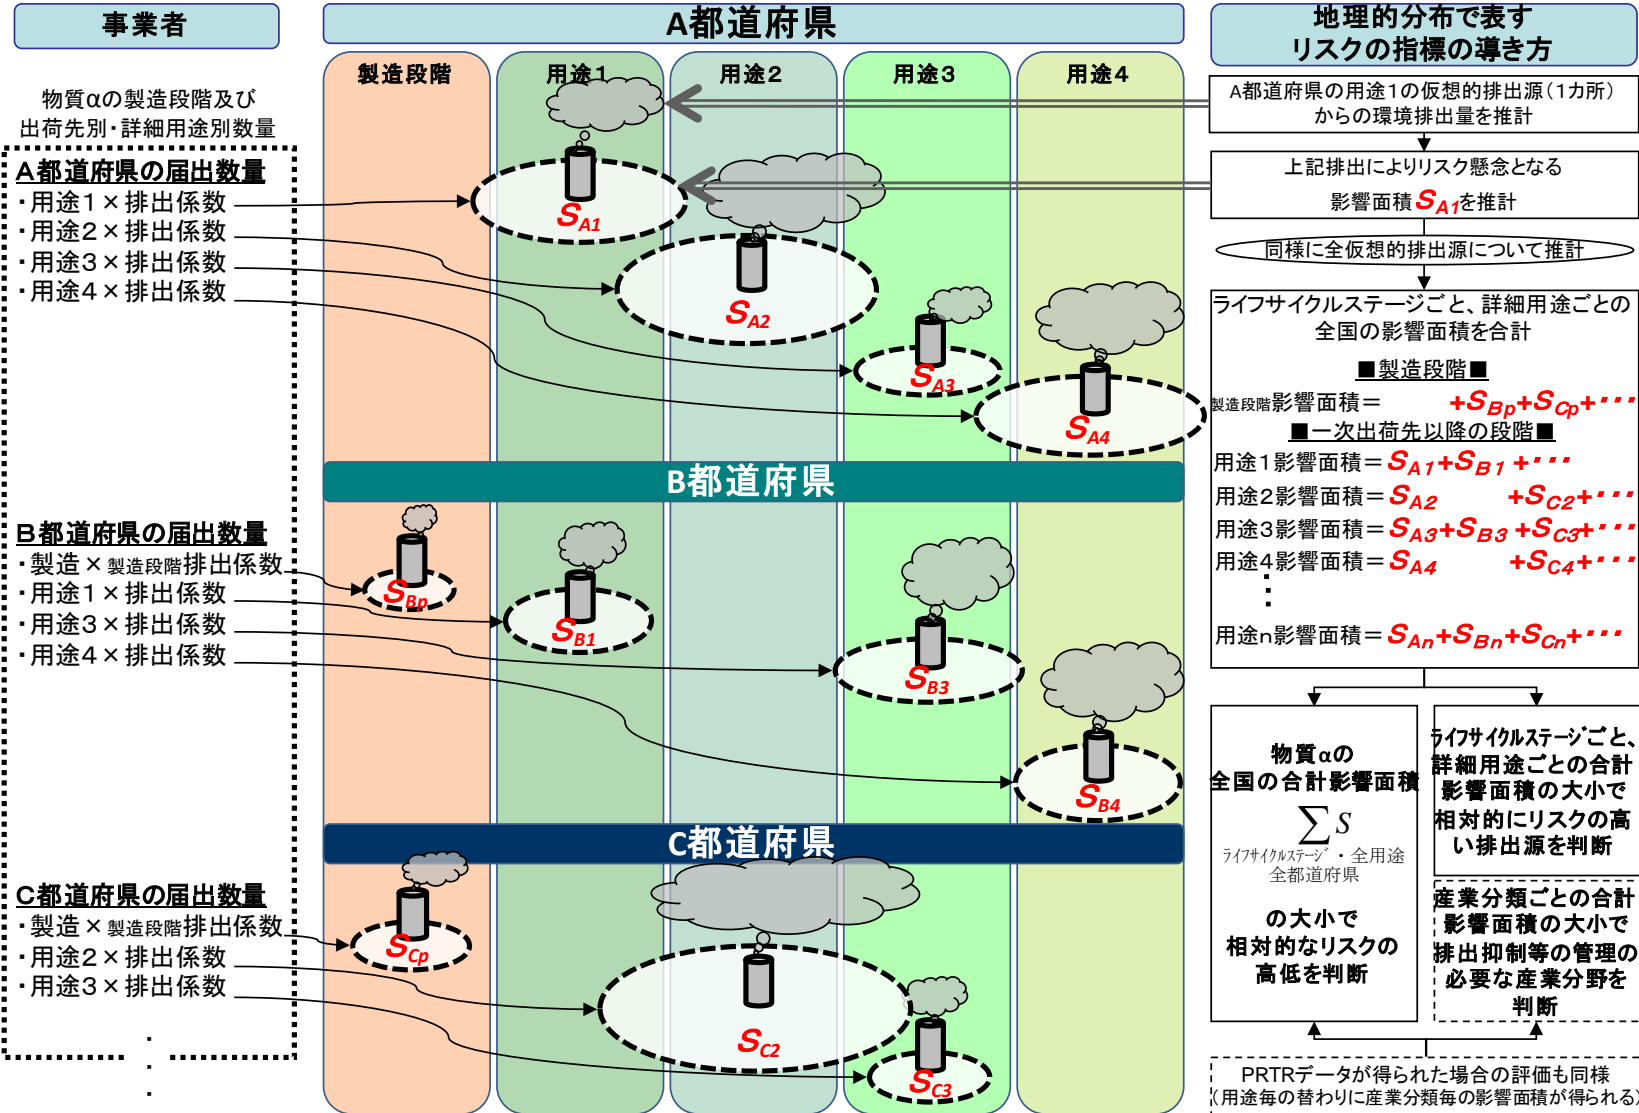 事業者
物質αの製造段階及び
出荷先別・詳細用途別数量
A都道府県の届出数量
・用途1×排出係数
・用途2×排出係数
・用途3×排出係数
・用途4×排出係数
B都道府県の届出数量
・製造×製造段階排出係数
・用途1×排出係数
・用途3×排出係数
・用途4×排出係数
C都道府県の届出数量
・製造×製造段階排出係数
・用途2×排出係数
・用途3×排出係数
・
・
・
A都道府県
製造段階
用途1
用途2
用途3
用途4
SA1
SA2
SA3
SA4
B都道府県
SBp
SB1
SB3
SB4
C都道府県
SCp
SC2
SC3
地理的分布で表す
リスクの指標の導き方
A都道府県の用途1の仮想的排出源(1カ所)
からの環境排出量を推計
上記排出によりリスク懸念となる
影響面積SA1を推計
同様に全仮想的排出源について推計
ライフサイクルステージごと、詳細用途ごとの
全国の影響面積を合計
■製造段階■
製造段階影響面積= +SBp+SCp+・・・
■一次出荷先以降の段階■
用途1影響面積=SA1+SB1 +・・・
用途2影響面積=SA2 +SC2+・・・
用途3影響面積=SA3+SB3 +SC3+・・・
用途4影響面積=SA4 +SC4+・・・
⋮
用途n影響面積=SAn+SBn+SCn+・・・
物質αの
全国の合計影響面積
∑S
ライフサイクルステージ・全用途
全都道府県
の大小で
相対的なリスクの
高低を判断
ライフサイクルステージごと、
詳細用途ごとの合計
影響面積の大小で
相対的にリスクの高
い排出源を判断
産業分類ごとの合計
影響面積の大小で
排出抑制等の管理の
必要な産業分野を
判断
PRTRデータが得られた場合の評価も同様
(用途毎の替わりに産業分類毎の影響面積が得られる)